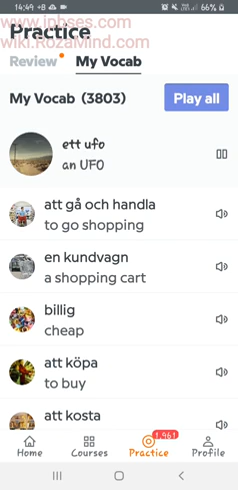 14:49 +B 66%
www.inbses.com
Practice
wiki.RozaMind.com
Review My Vocab
My Vocab (3803) Play all
ett ufo
an UFO
att gå och handla
to go shopping
en kundvagn
a shopping cart
billig
cheap
att köpa
to buy
att kosta
1,961
Home Courses Practice Profile